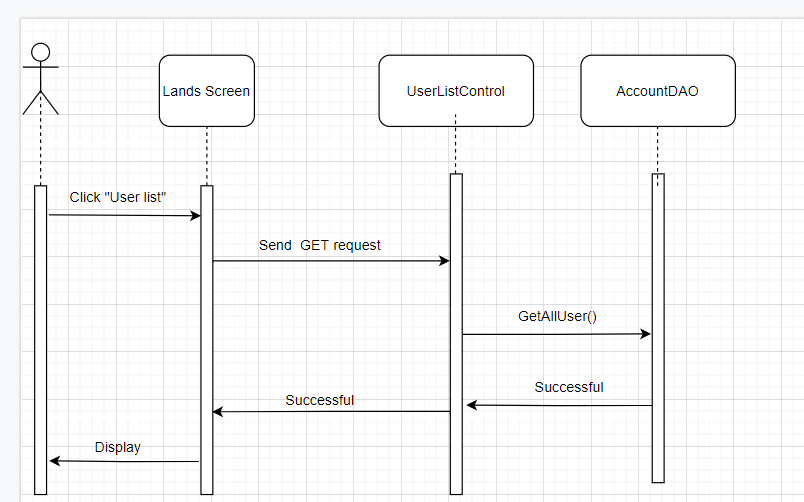 Lands Screen
UserListControl
AccountDAO
Click "User list"
Send  GET request
GetAllUser()
Successful
Successful
Display